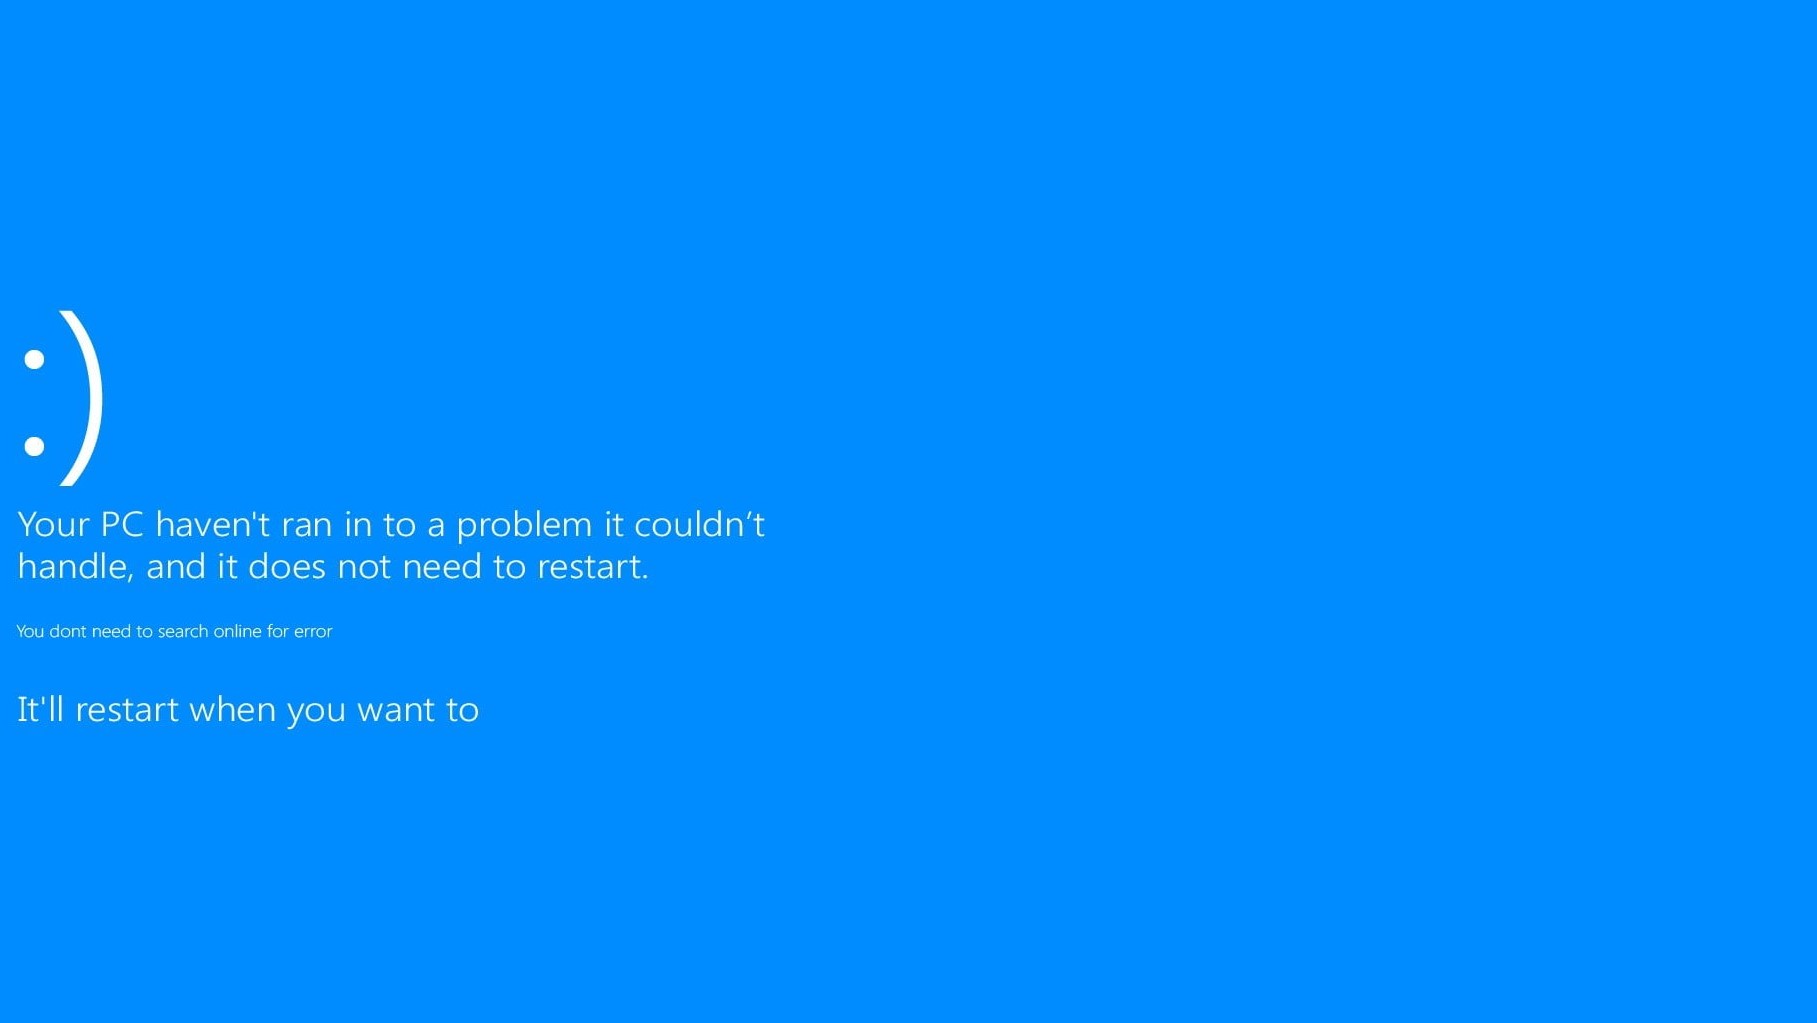 :)
Your PC haven't ran in to a problem it couldn’t
handle, and it does not need to restart.
You dont need to search online for error
It'll restart when you want to